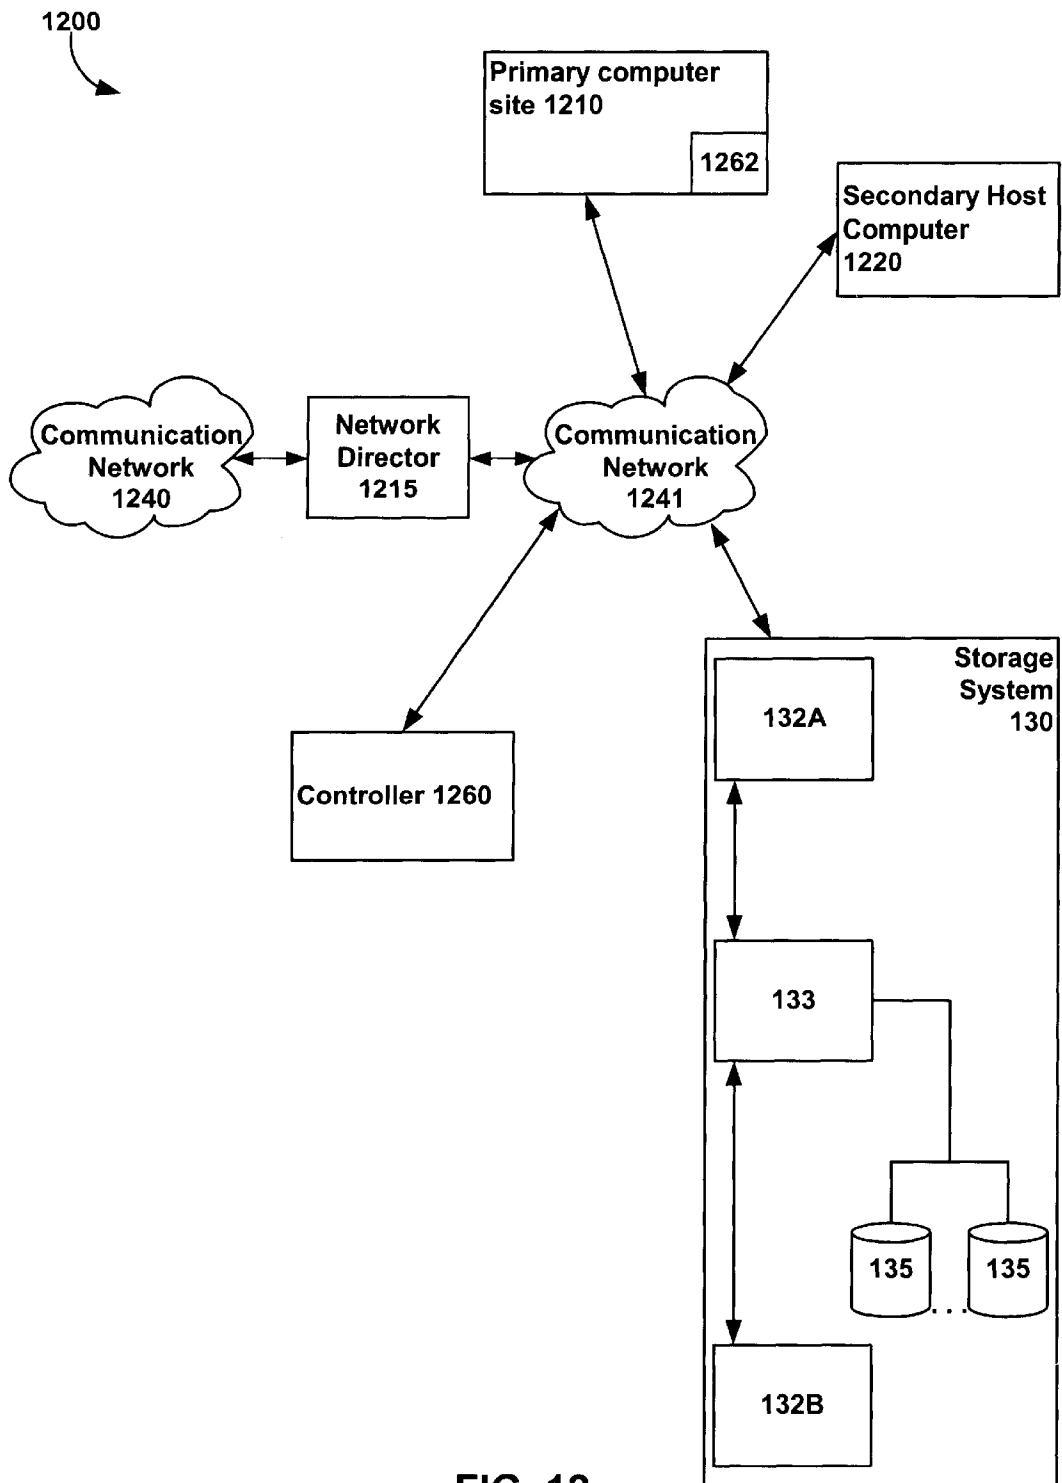 1200
Primary computer
site 1210
1262
Secondary Host
Computer
1220
Communication
Network
1240
Network
Director
1215
Communication
Network
1241
Storage
System
130
132A
Controller 1260
133
135
135
...
132B